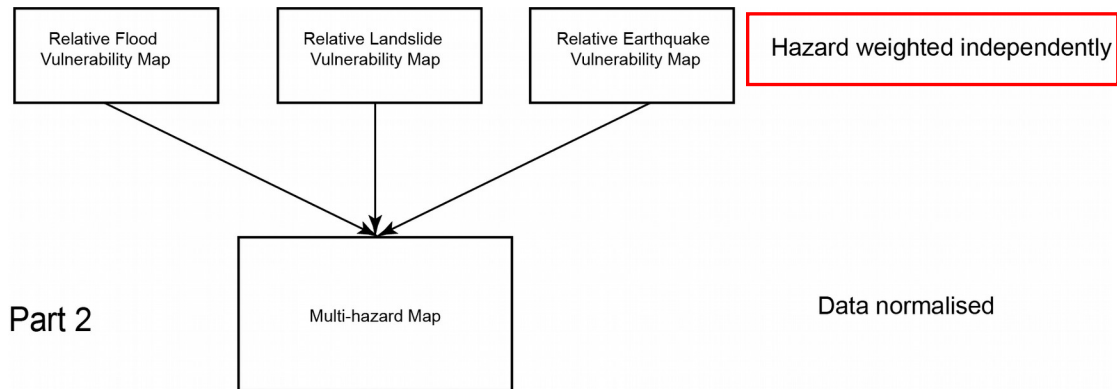 Relative Flood
Vulnerability Map
Relative Landslide
Vulnerability Map
Relative Earthquake
Vulnerability Map
Hazard weighted independently
Part 2
Multi-hazard Map
Data normalised